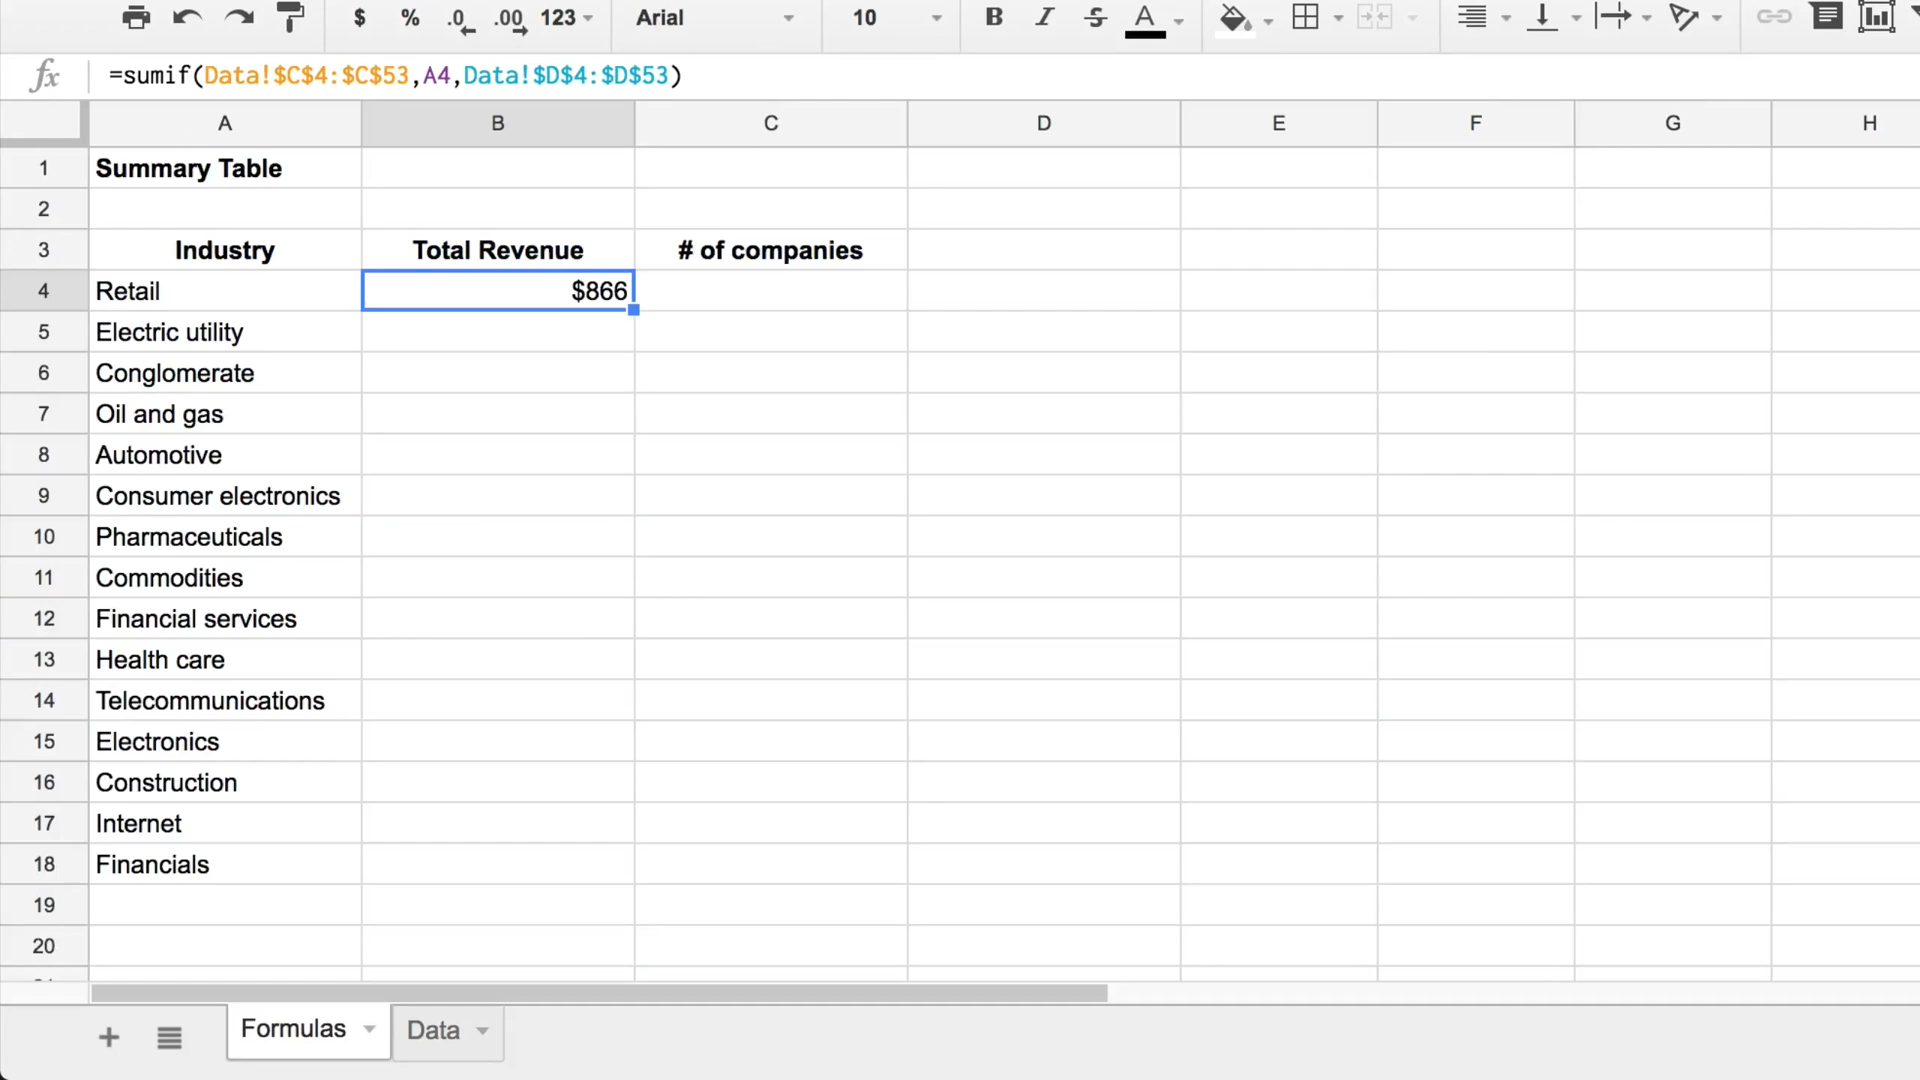 $ % .0 .00 123 Arial 10 B I S A
fx =sumif(Data!$C$4:$C$53,A4,Data!$D$4:$D$53)
A B C D E F G H
1 Summary Table
2
3 Industry Total Revenue # of companies
4 Retail $866
5 Electric utility
6 Conglomerate
7 Oil and gas
8 Automotive
9 Consumer electronics
10 Pharmaceuticals
11 Commodities
12 Financial services
13 Health care
14 Telecommunications
15 Electronics
16 Construction
17 Internet
18 Financials
19
20
+ Formulas Data